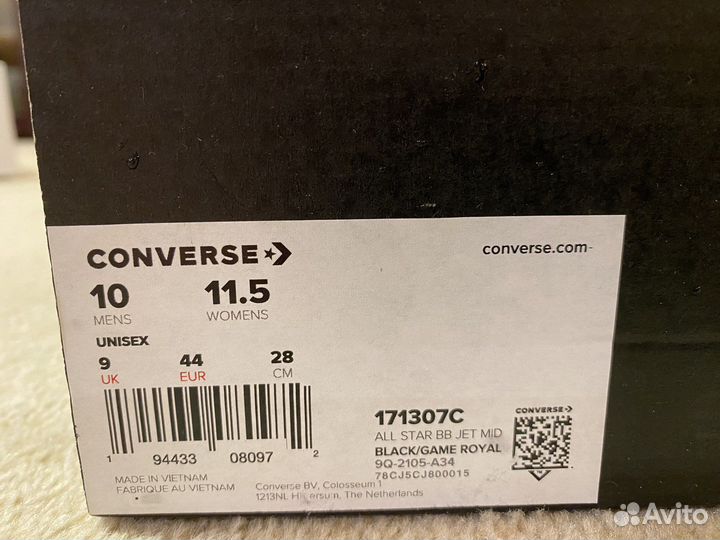 CONVERSE
converse.com
10 11.5
MENS WOMENS
UNISEX
9 44 28
UK EUR CM
1 94433 08097 2
171307C
ALL STAR BB JET MID
BLACK/GAME ROYAL
9Q-2105-A34
78CJ5CJ800015
CONVERSE
MADE IN VIETNAM
FABRIQUE AU VIETNAM
Converse BV, Colosseum 1
1213NL Hilversum, The Netherlands
Avito